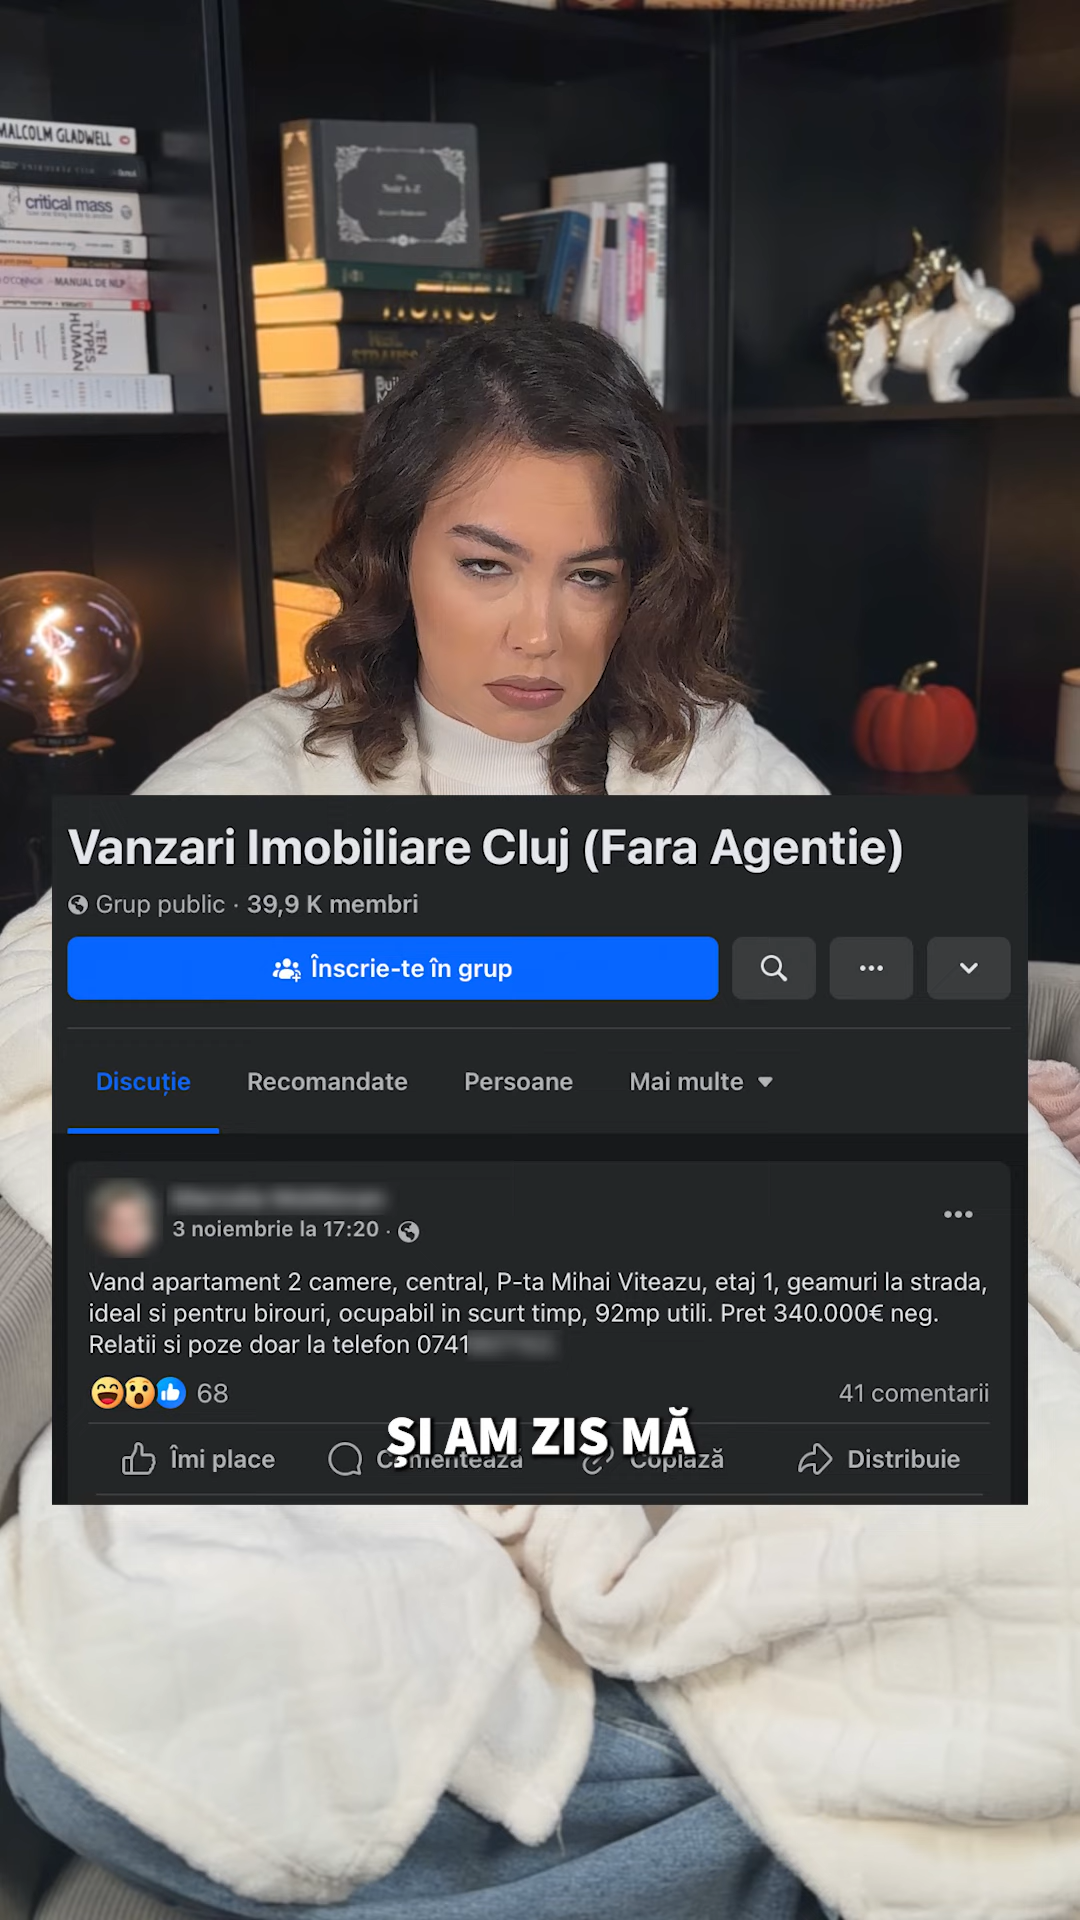 MALCOLM GLADWELL
critical mass
O'CONNOR MANUAL DE NLP
TEN
TYPES
HUMAN
STRAUSS
Vanzari Imobiliare Cluj (Fara Agentie)
Grup public · 39,9 K membri
Înscrie-te în grup
Discuție Recomandate Persoane Mai multe
3 noiembrie la 17:20
Vand apartament 2 camere, central, P-ta Mihai Viteazu, etaj 1, geamuri la strada,
ideal si pentru birouri, ocupabil in scurt timp, 92mp utili. Pret 340.000€ neg.
Relatii si poze doar la telefon 0741
68 41 comentarii
ȘI AM ZIS MĂ
Îmi place Comentează Copiază Distribuie